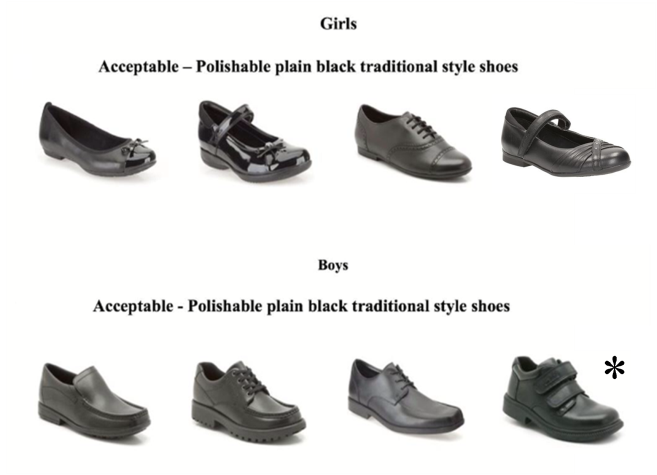 Girls
Acceptable – Polishable plain black traditional style shoes
Boys
Acceptable - Polishable plain black traditional style shoes
*